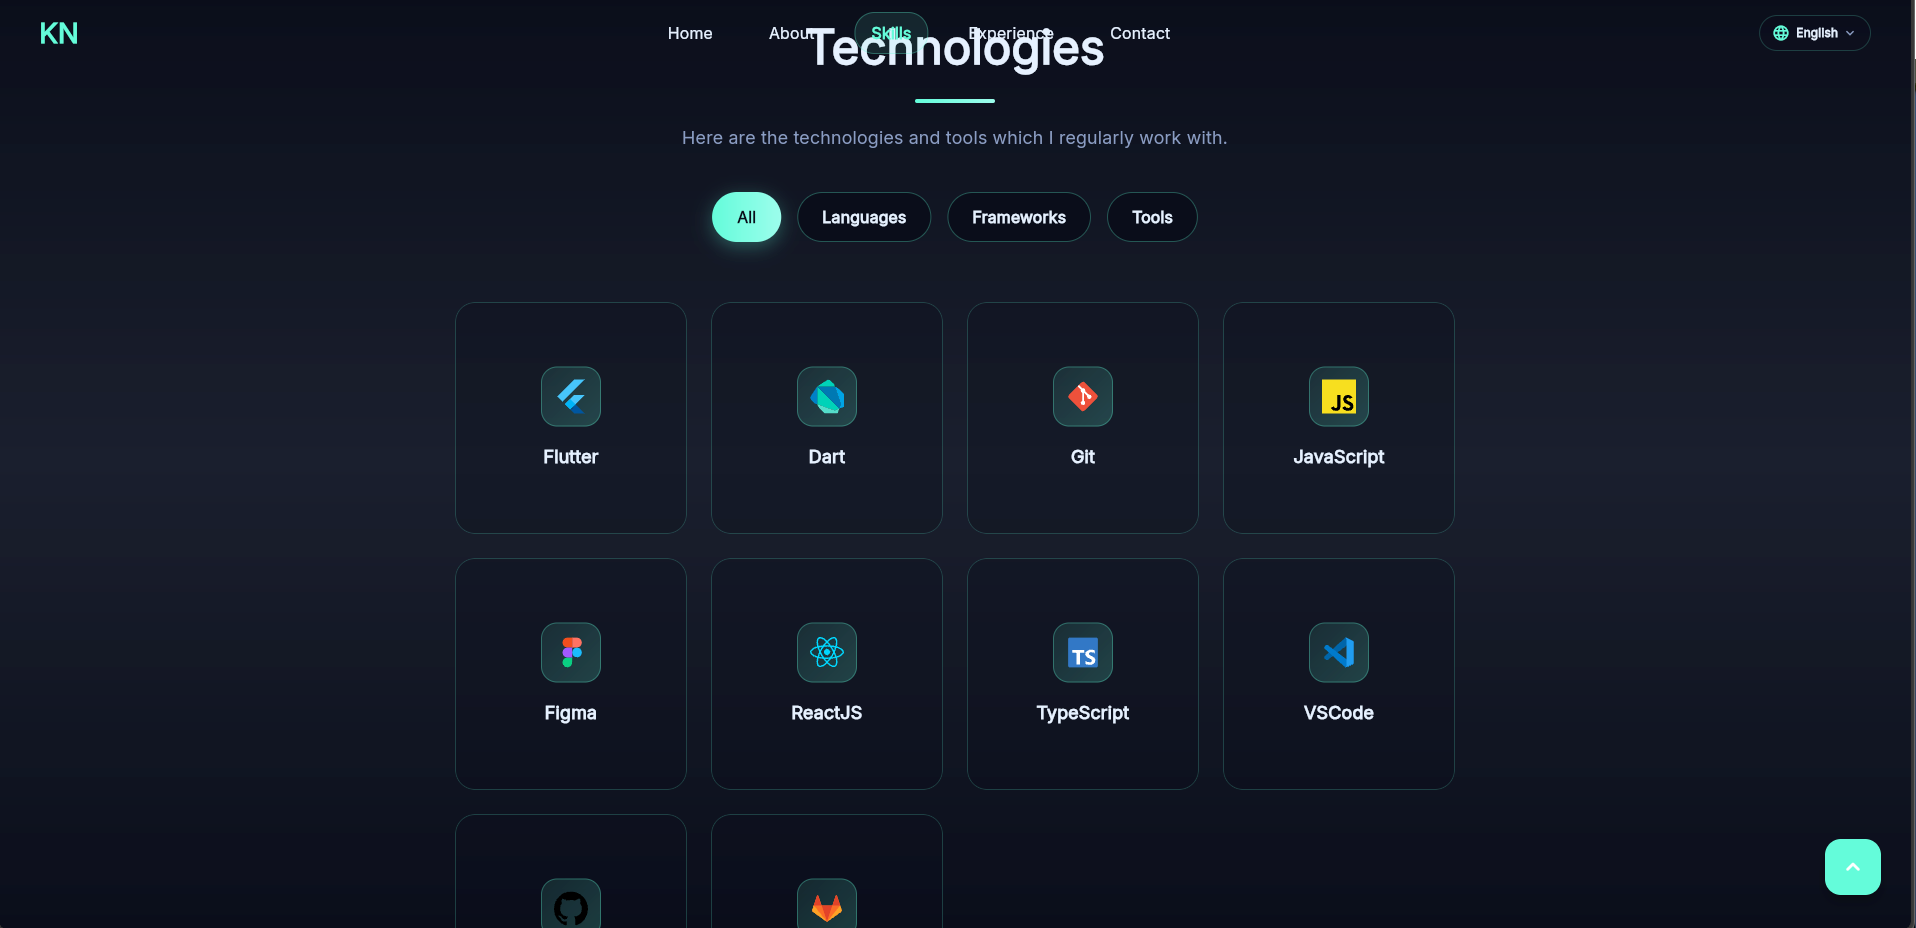 KN
Home
About
Skills
Experience
Contact
English
Technologies
Here are the technologies and tools which I regularly work with.
All
Languages
Frameworks
Tools
Flutter
Dart
Git
JS
JavaScript
Figma
ReactJS
TS
TypeScript
VSCode